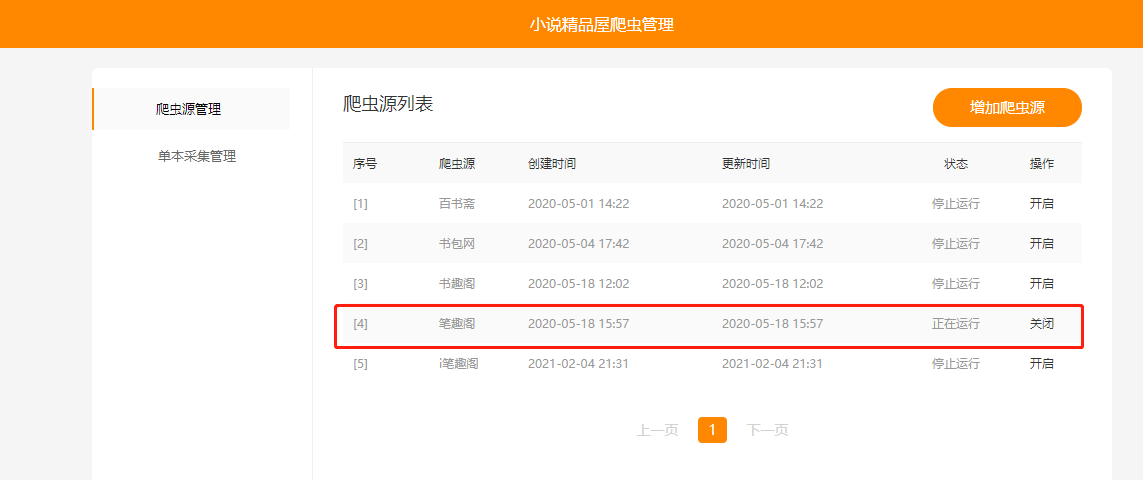 小说精品屋爬虫管理
爬虫源管理
单本采集管理
爬虫源列表
增加爬虫源
序号 爬虫源 创建时间 更新时间 状态 操作
[1] 百书斋 2020-05-01 14:22 2020-05-01 14:22 停止运行 开启
[2] 书包网 2020-05-04 17:42 2020-05-04 17:42 停止运行 开启
[3] 书趣阁 2020-05-18 12:02 2020-05-18 12:02 停止运行 开启
[4] 笔趣阁 2020-05-18 15:57 2020-05-18 15:57 正在运行 关闭
[5] i笔趣阁 2021-02-04 21:31 2021-02-04 21:31 停止运行 开启
上一页 1 下一页